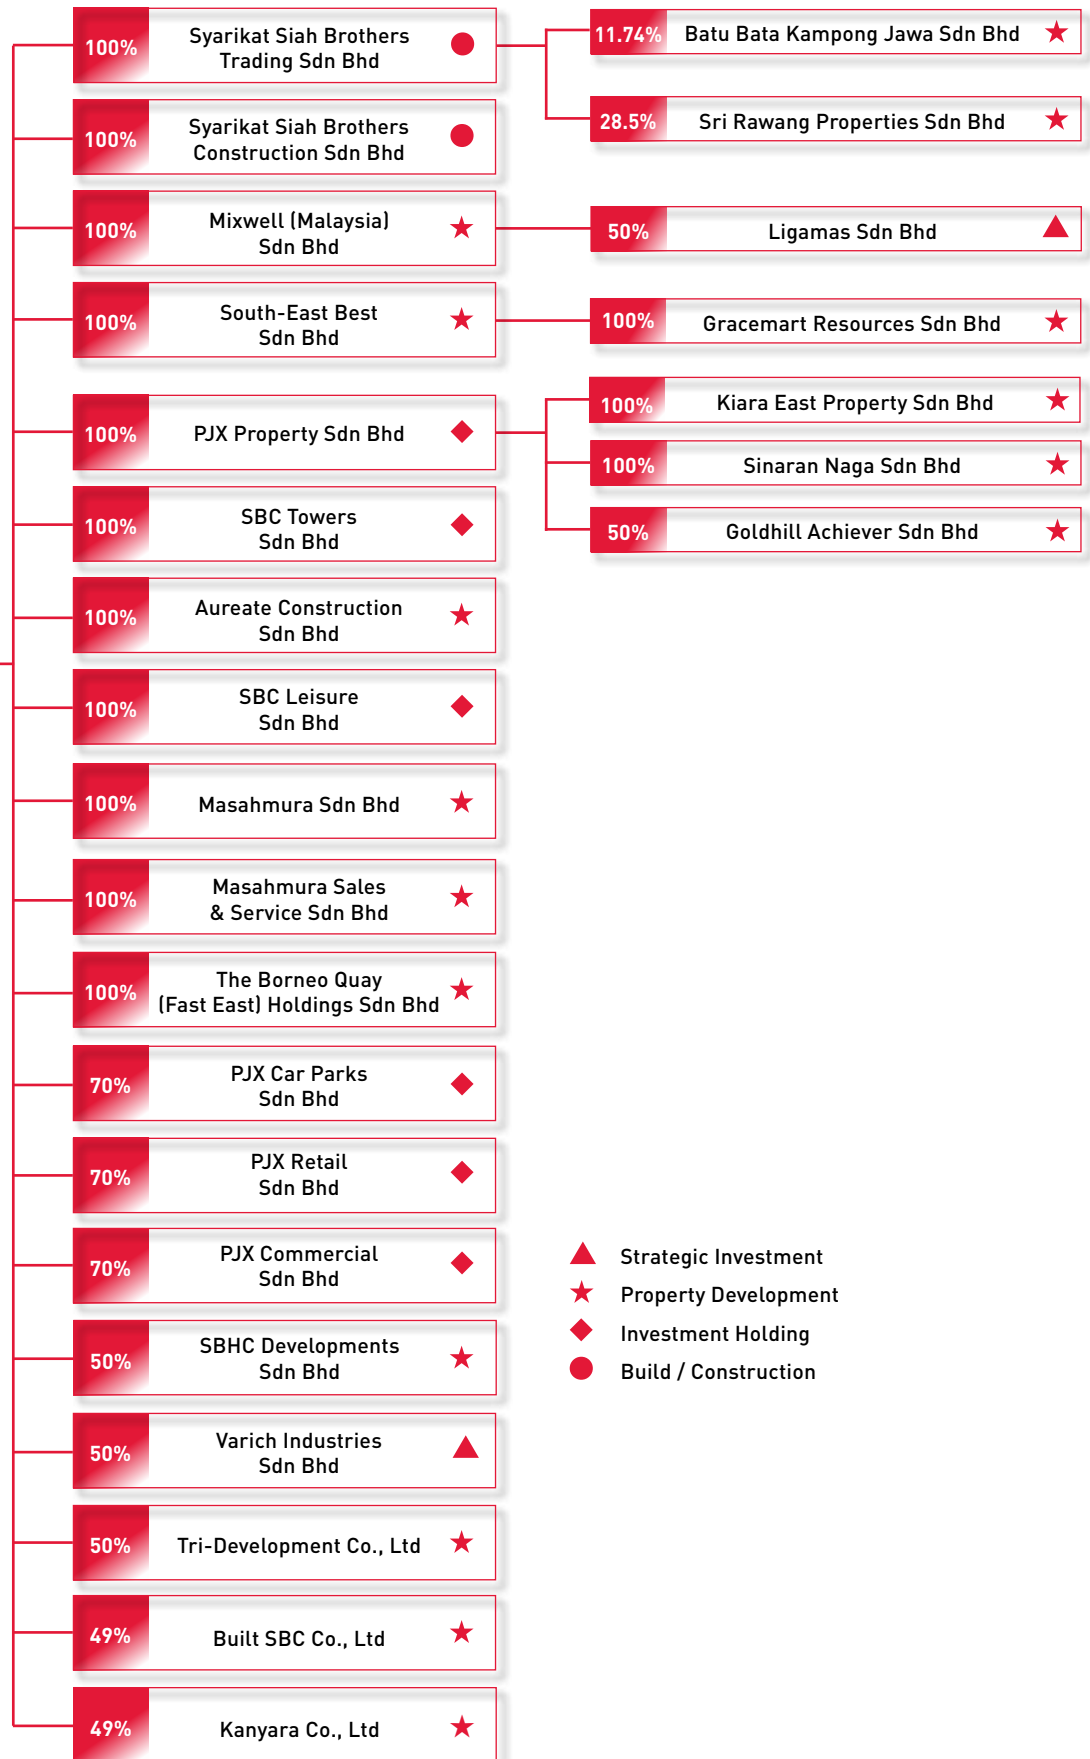 100%
Syarikat Siah Brothers
Trading Sdn Bhd
11.74%
Batu Bata Kampong Jawa Sdn Bhd
28.5%
Sri Rawang Properties Sdn Bhd
100%
Syarikat Siah Brothers
Construction Sdn Bhd
100%
Mixwell (Malaysia)
Sdn Bhd
50%
Ligamas Sdn Bhd
100%
South-East Best
Sdn Bhd
100%
Gracemart Resources Sdn Bhd
100%
PJX Property Sdn Bhd
100%
Kiara East Property Sdn Bhd
100%
Sinaran Naga Sdn Bhd
50%
Goldhill Achiever Sdn Bhd
100%
SBC Towers
Sdn Bhd
100%
Aureate Construction
Sdn Bhd
100%
SBC Leisure
Sdn Bhd
100%
Masahmura Sdn Bhd
100%
Masahmura Sales
& Service Sdn Bhd
100%
The Borneo Quay
(Fast East) Holdings Sdn Bhd
70%
PJX Car Parks
Sdn Bhd
70%
PJX Retail
Sdn Bhd
70%
PJX Commercial
Sdn Bhd
50%
SBHC Developments
Sdn Bhd
50%
Varich Industries
Sdn Bhd
50%
Tri-Development Co., Ltd
49%
Built SBC Co., Ltd
49%
Kanyara Co., Ltd
Strategic Investment
Property Development
Investment Holding
Build / Construction